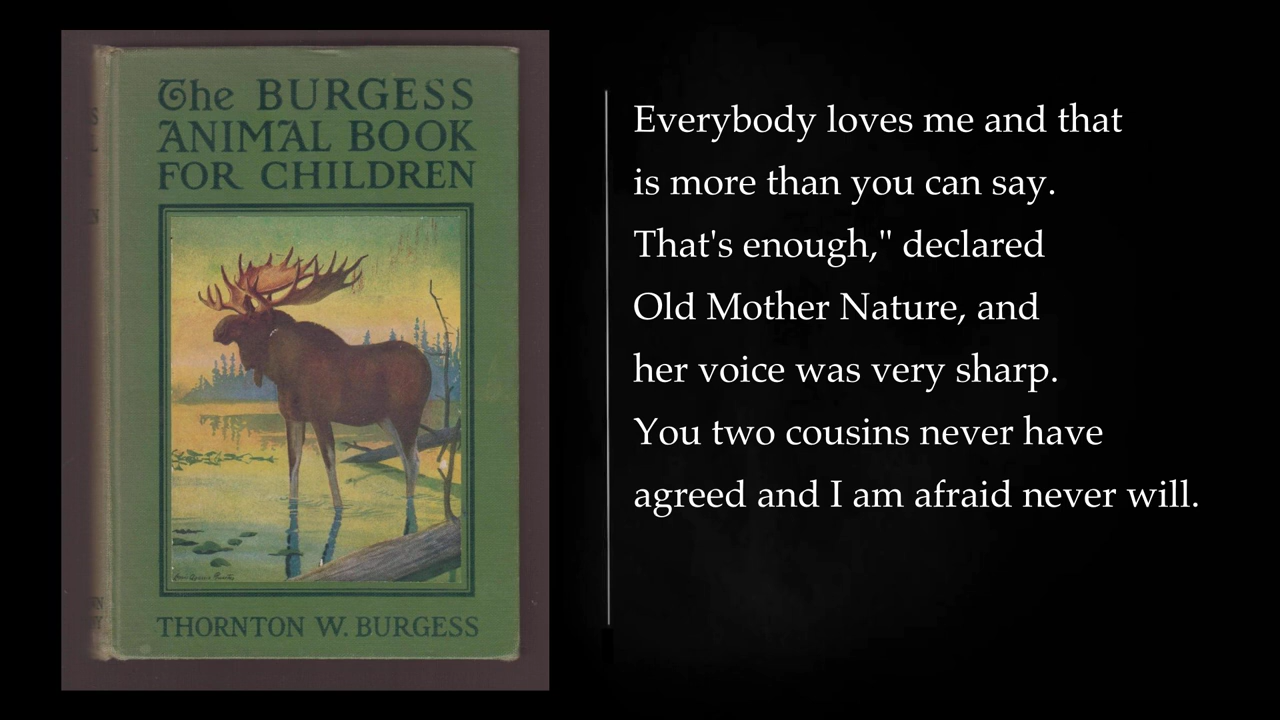 The BURGESS
ANIMAL BOOK
FOR CHILDREN
THORNTON W. BURGESS
Everybody loves me and that
is more than you can say.
That's enough," declared
Old Mother Nature, and
her voice was very sharp.
You two cousins never have
agreed and I am afraid never will.